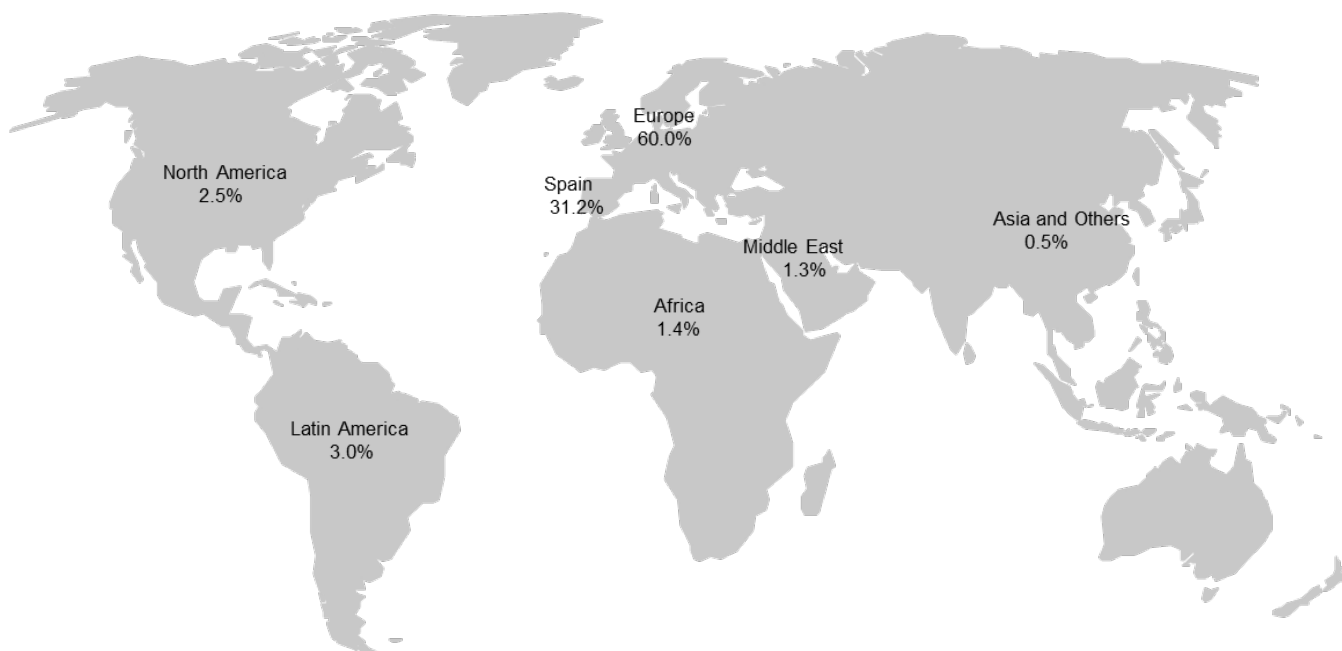 Europe
60.0%
North America
2.5%
Spain
31.2%
Asia and Others
0.5%
Middle East
1.3%
Africa
1.4%
Latin America
3.0%